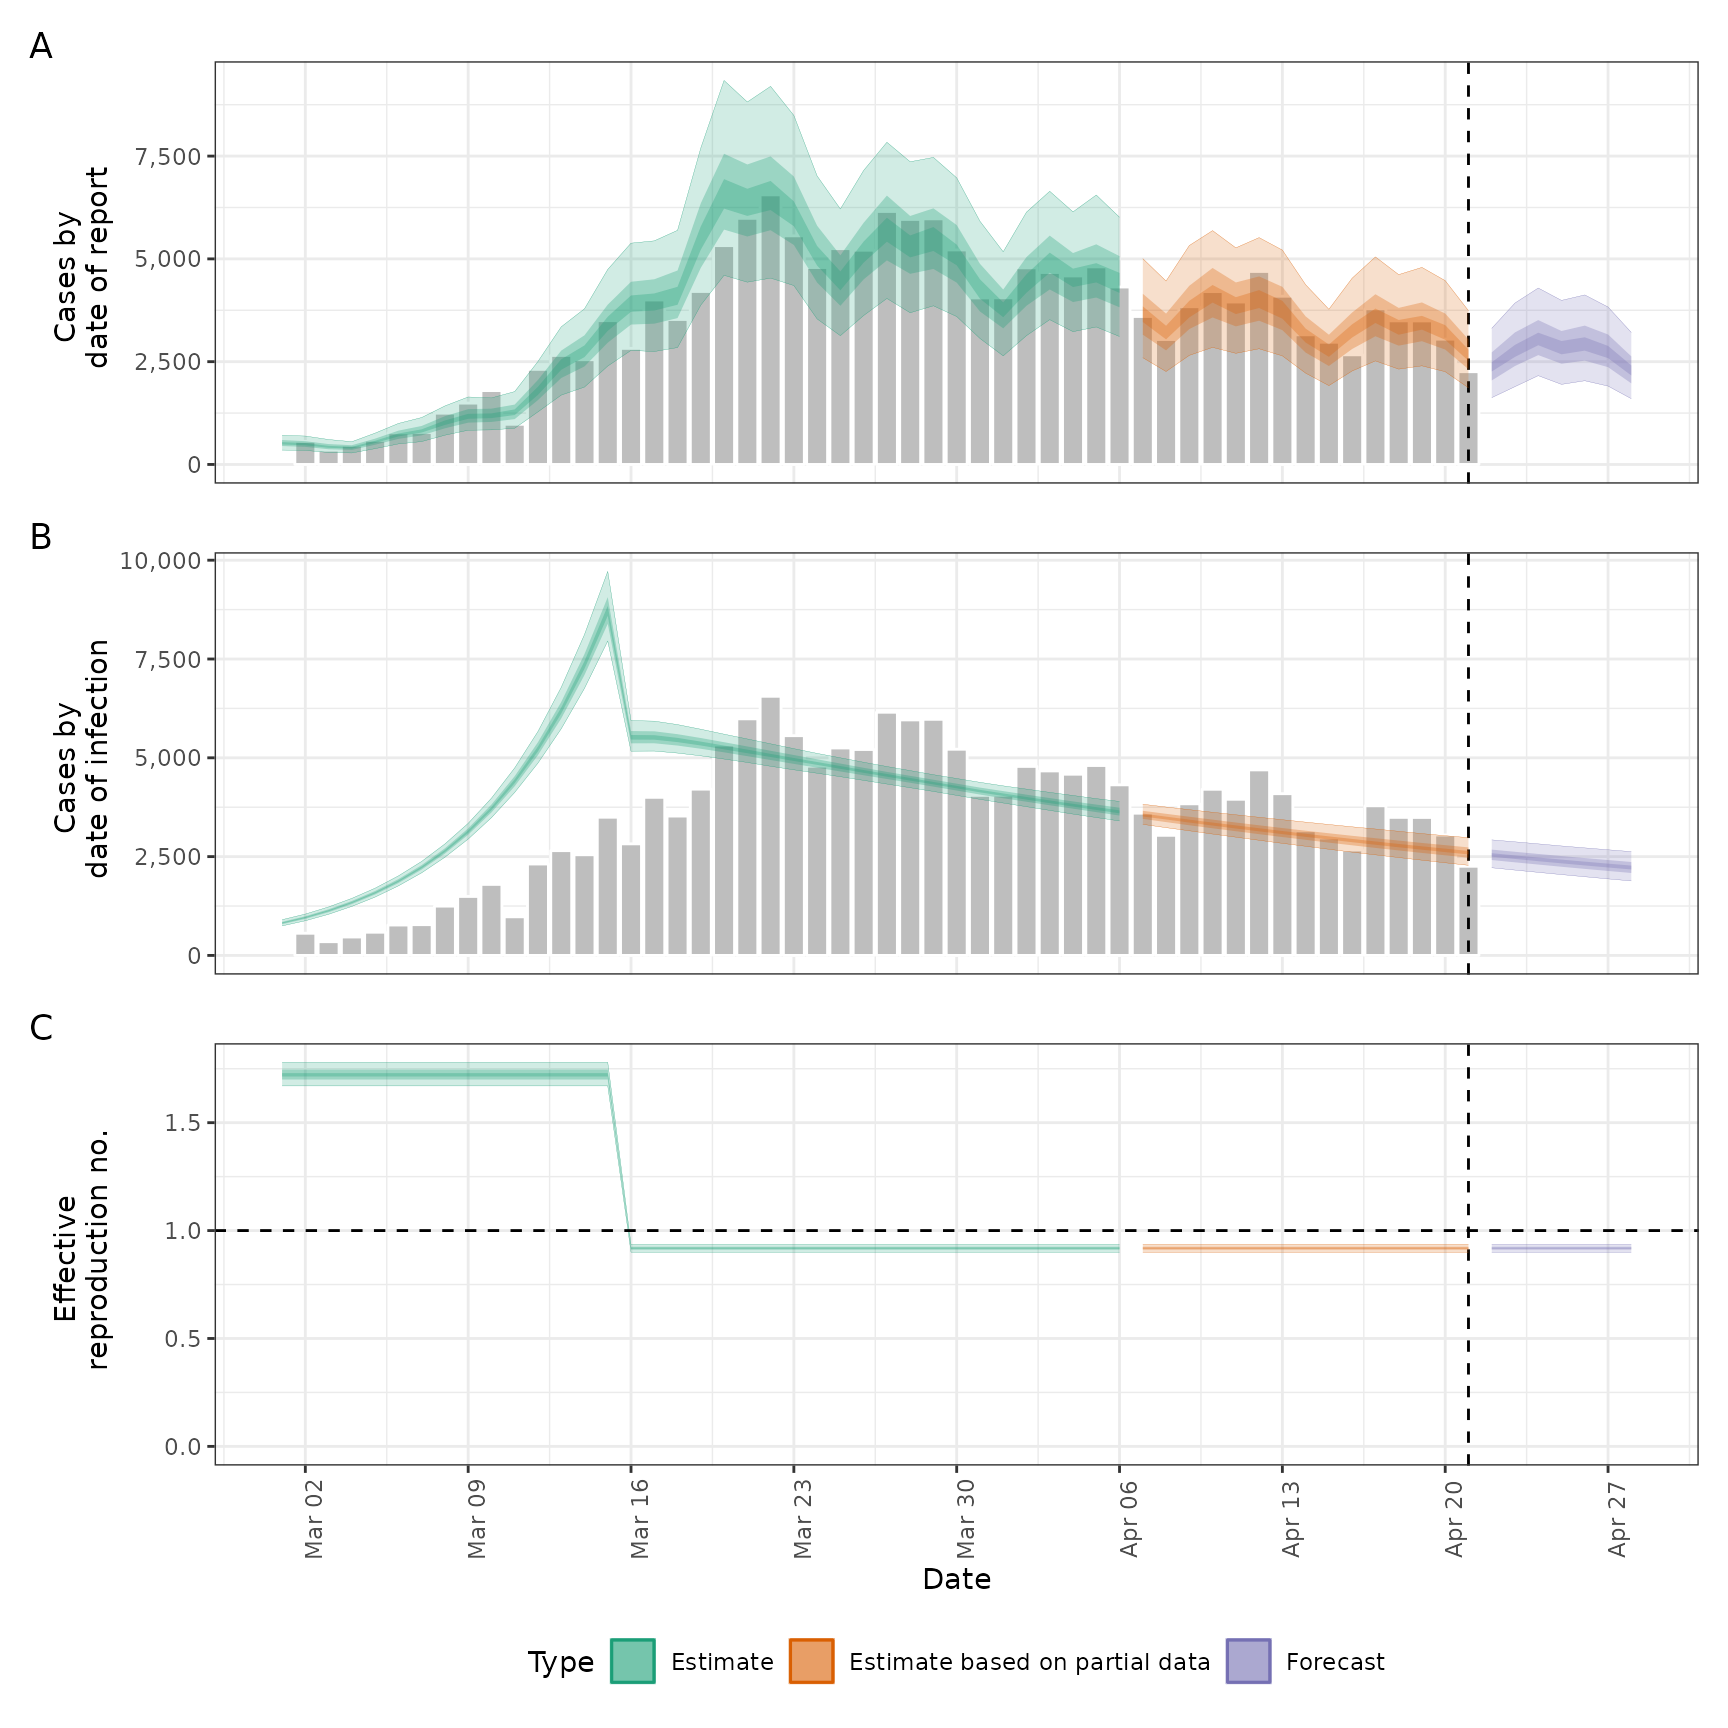 A
Cases by
date of report
7,500
5,000
2,500
0
B
Cases by
date of infection
10,000
7,500
5,000
2,500
0
C
Effective
reproduction no.
1.5
1.0
0.5
0.0
Mar 02
Mar 09
Mar 16
Mar 23
Mar 30
Apr 06
Apr 13
Apr 20
Apr 27
Date
Type Estimate Estimate based on partial data Forecast